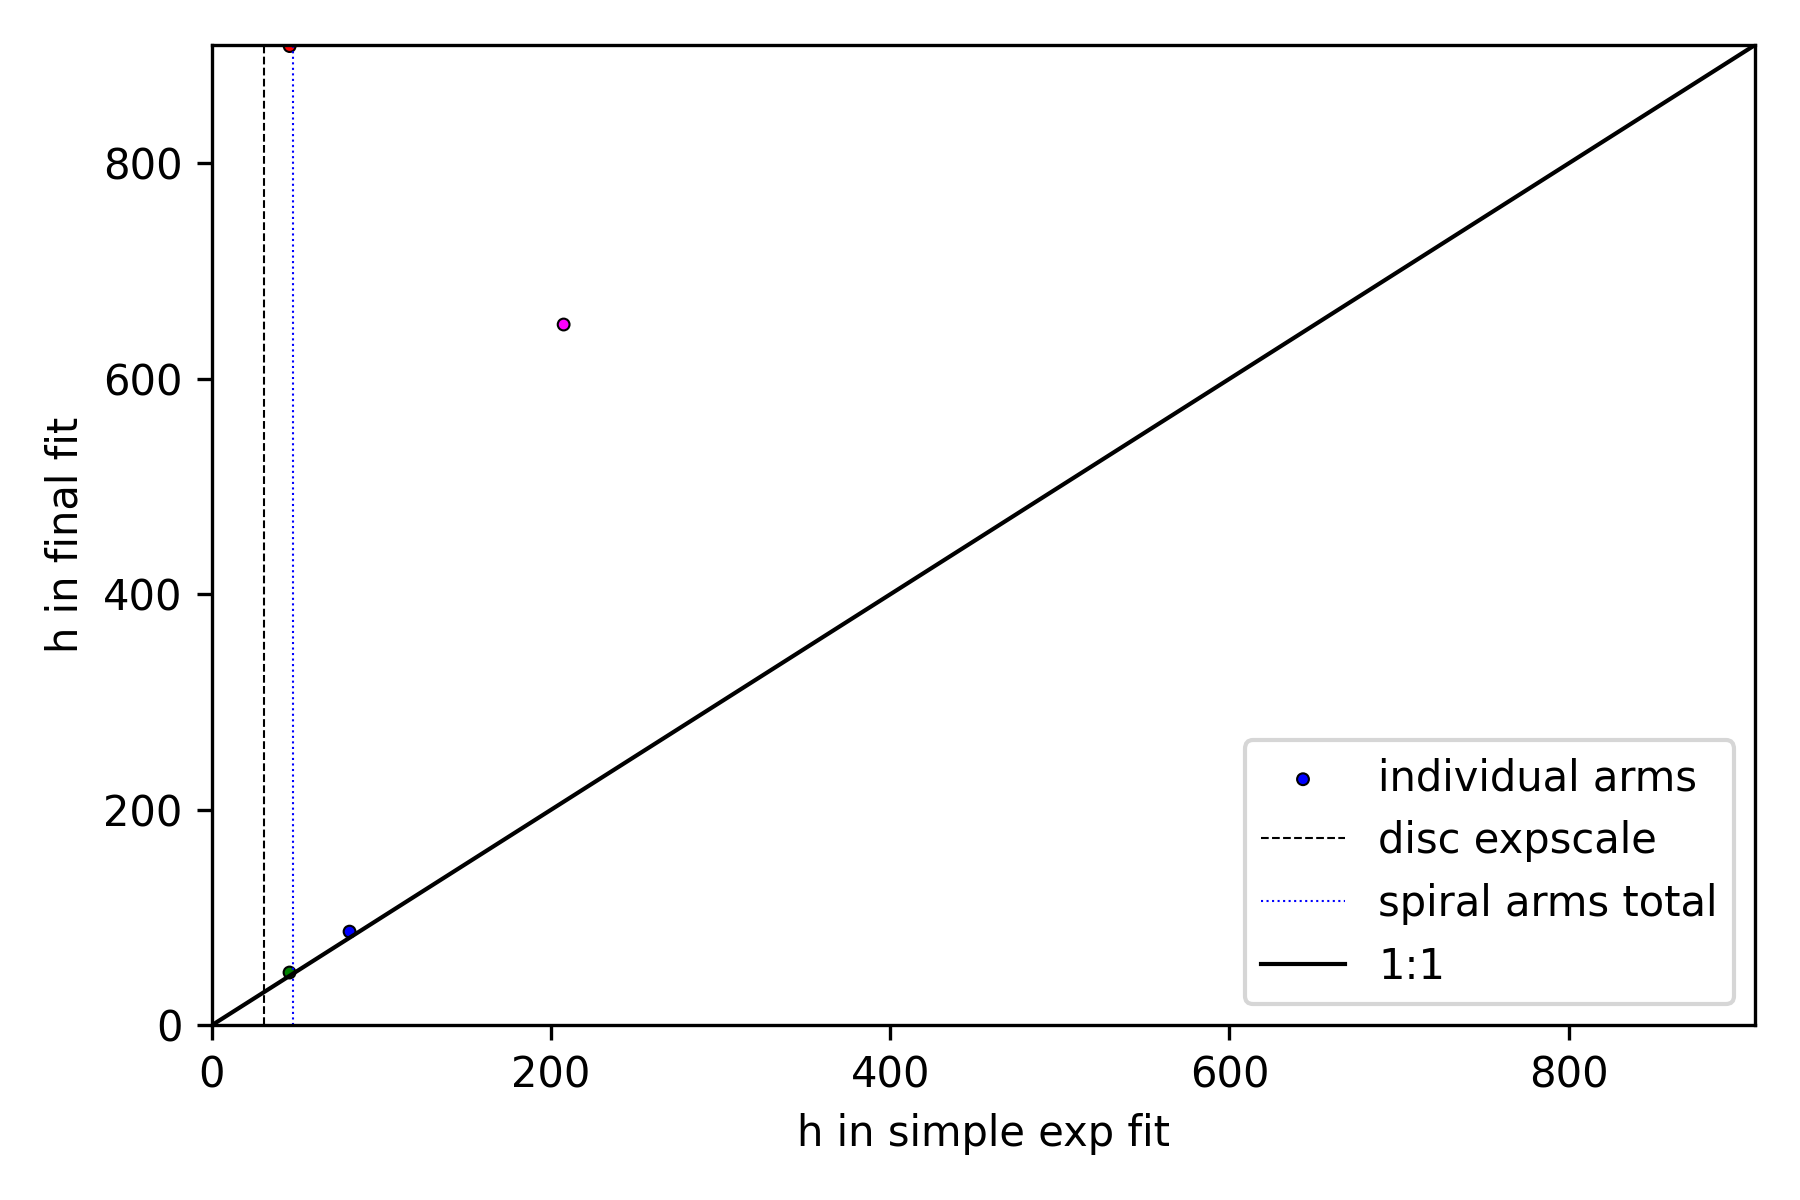 800
600
400
200
0
h in final fit
0 200 400 600 800
h in simple exp fit
individual arms
disc expscale
spiral arms total
1:1